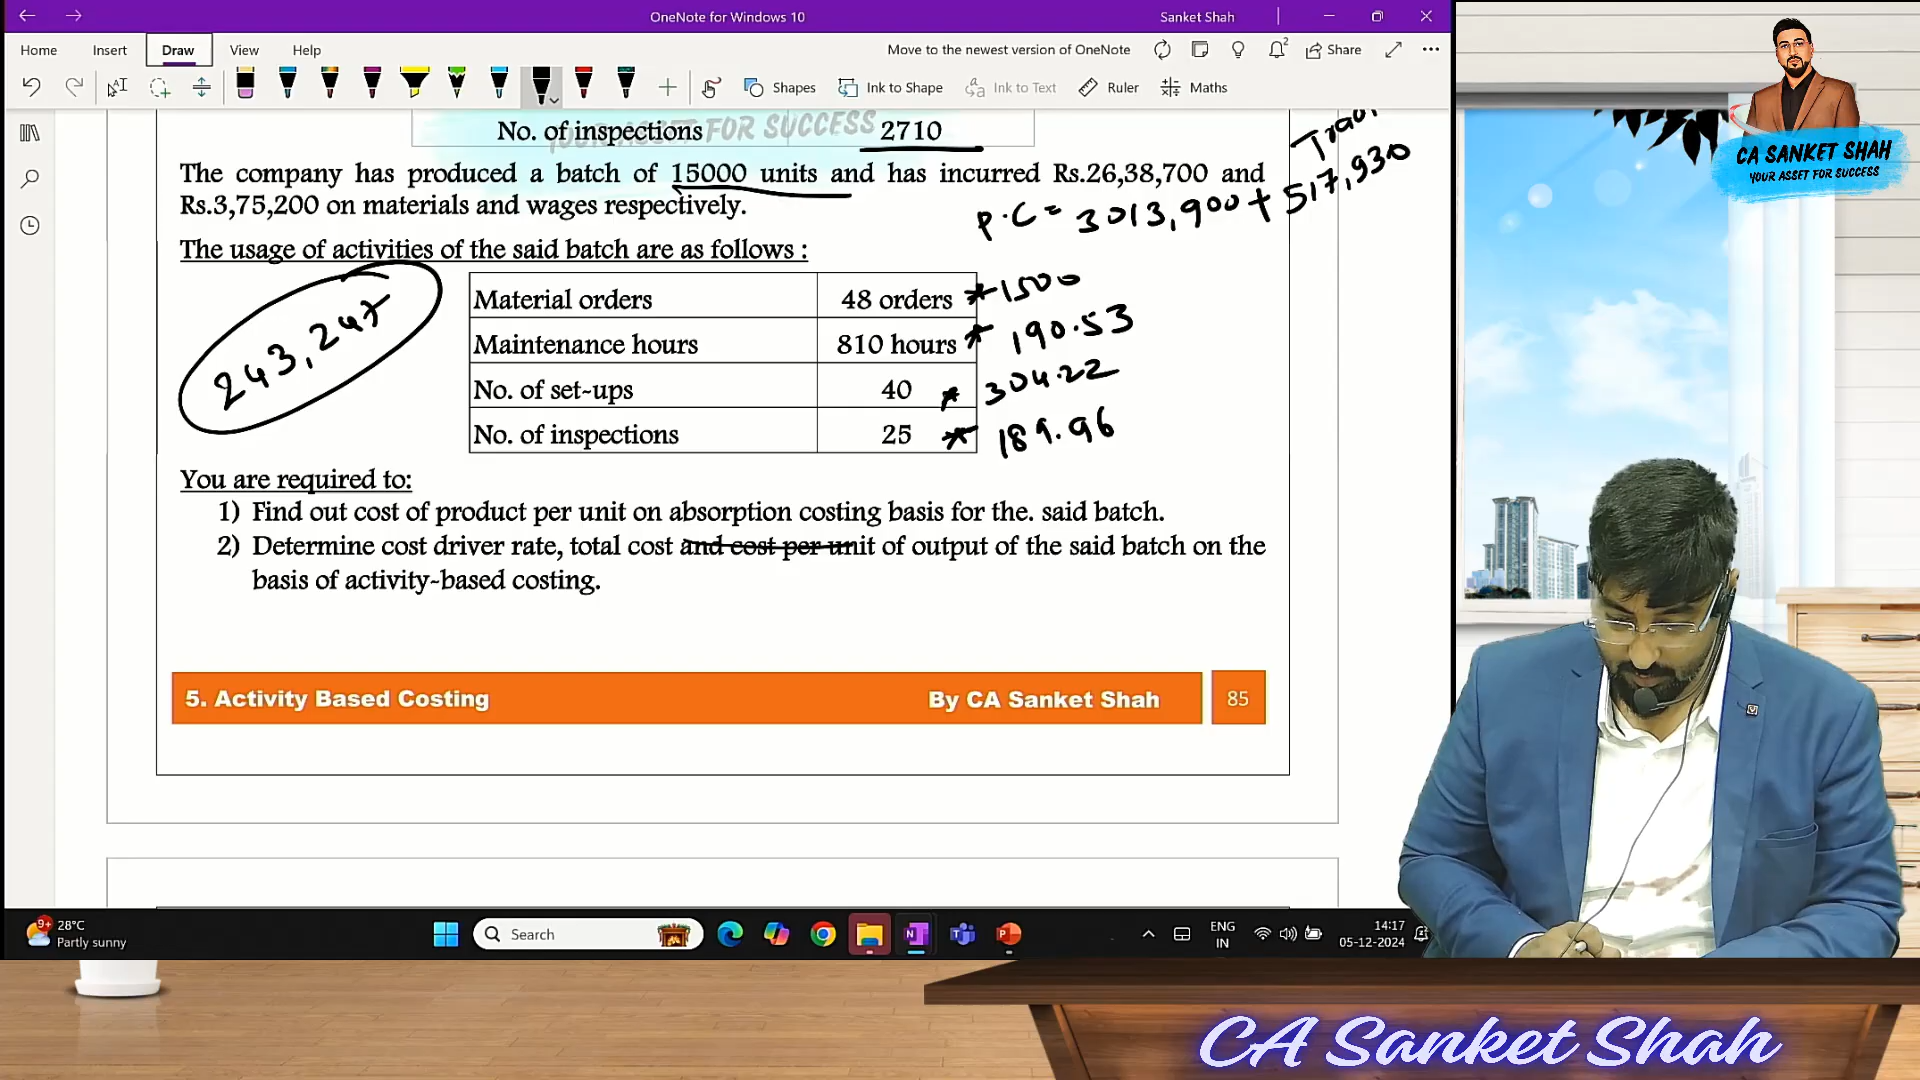 OneNote for Windows 10
Sanket Shah
Home Insert Draw View Help
Move to the newest version of OneNote
2
Share
Shapes Ink to Shape Ink to Text Ruler Maths
No. of inspections 2710
YOUR ASSET FOR SUCCESS
The company has produced a batch of 15000 units and has incurred Rs.26,38,700 and
Rs.3,75,200 on materials and wages respectively.
P.C = 3013,900 + 517,930
The usage of activities of the said batch are as follows :
243,247
Material orders 48 orders * 1500
Maintenance hours 810 hours * 190.53
No. of set-ups 40 * 304.22
No. of inspections 25 * 189.96
You are required to:
1) Find out cost of product per unit on absorption costing basis for the. said batch.
2) Determine cost driver rate, total cost and cost per unit of output of the said batch on the
basis of activity-based costing.
5. Activity Based Costing By CA Sanket Shah 85
CA SANKET SHAH
YOUR ASSET FOR SUCCESS
9+
28°C
Partly sunny
Search
ENG
IN
14:17
05-12-2024
CA Sanket Shah